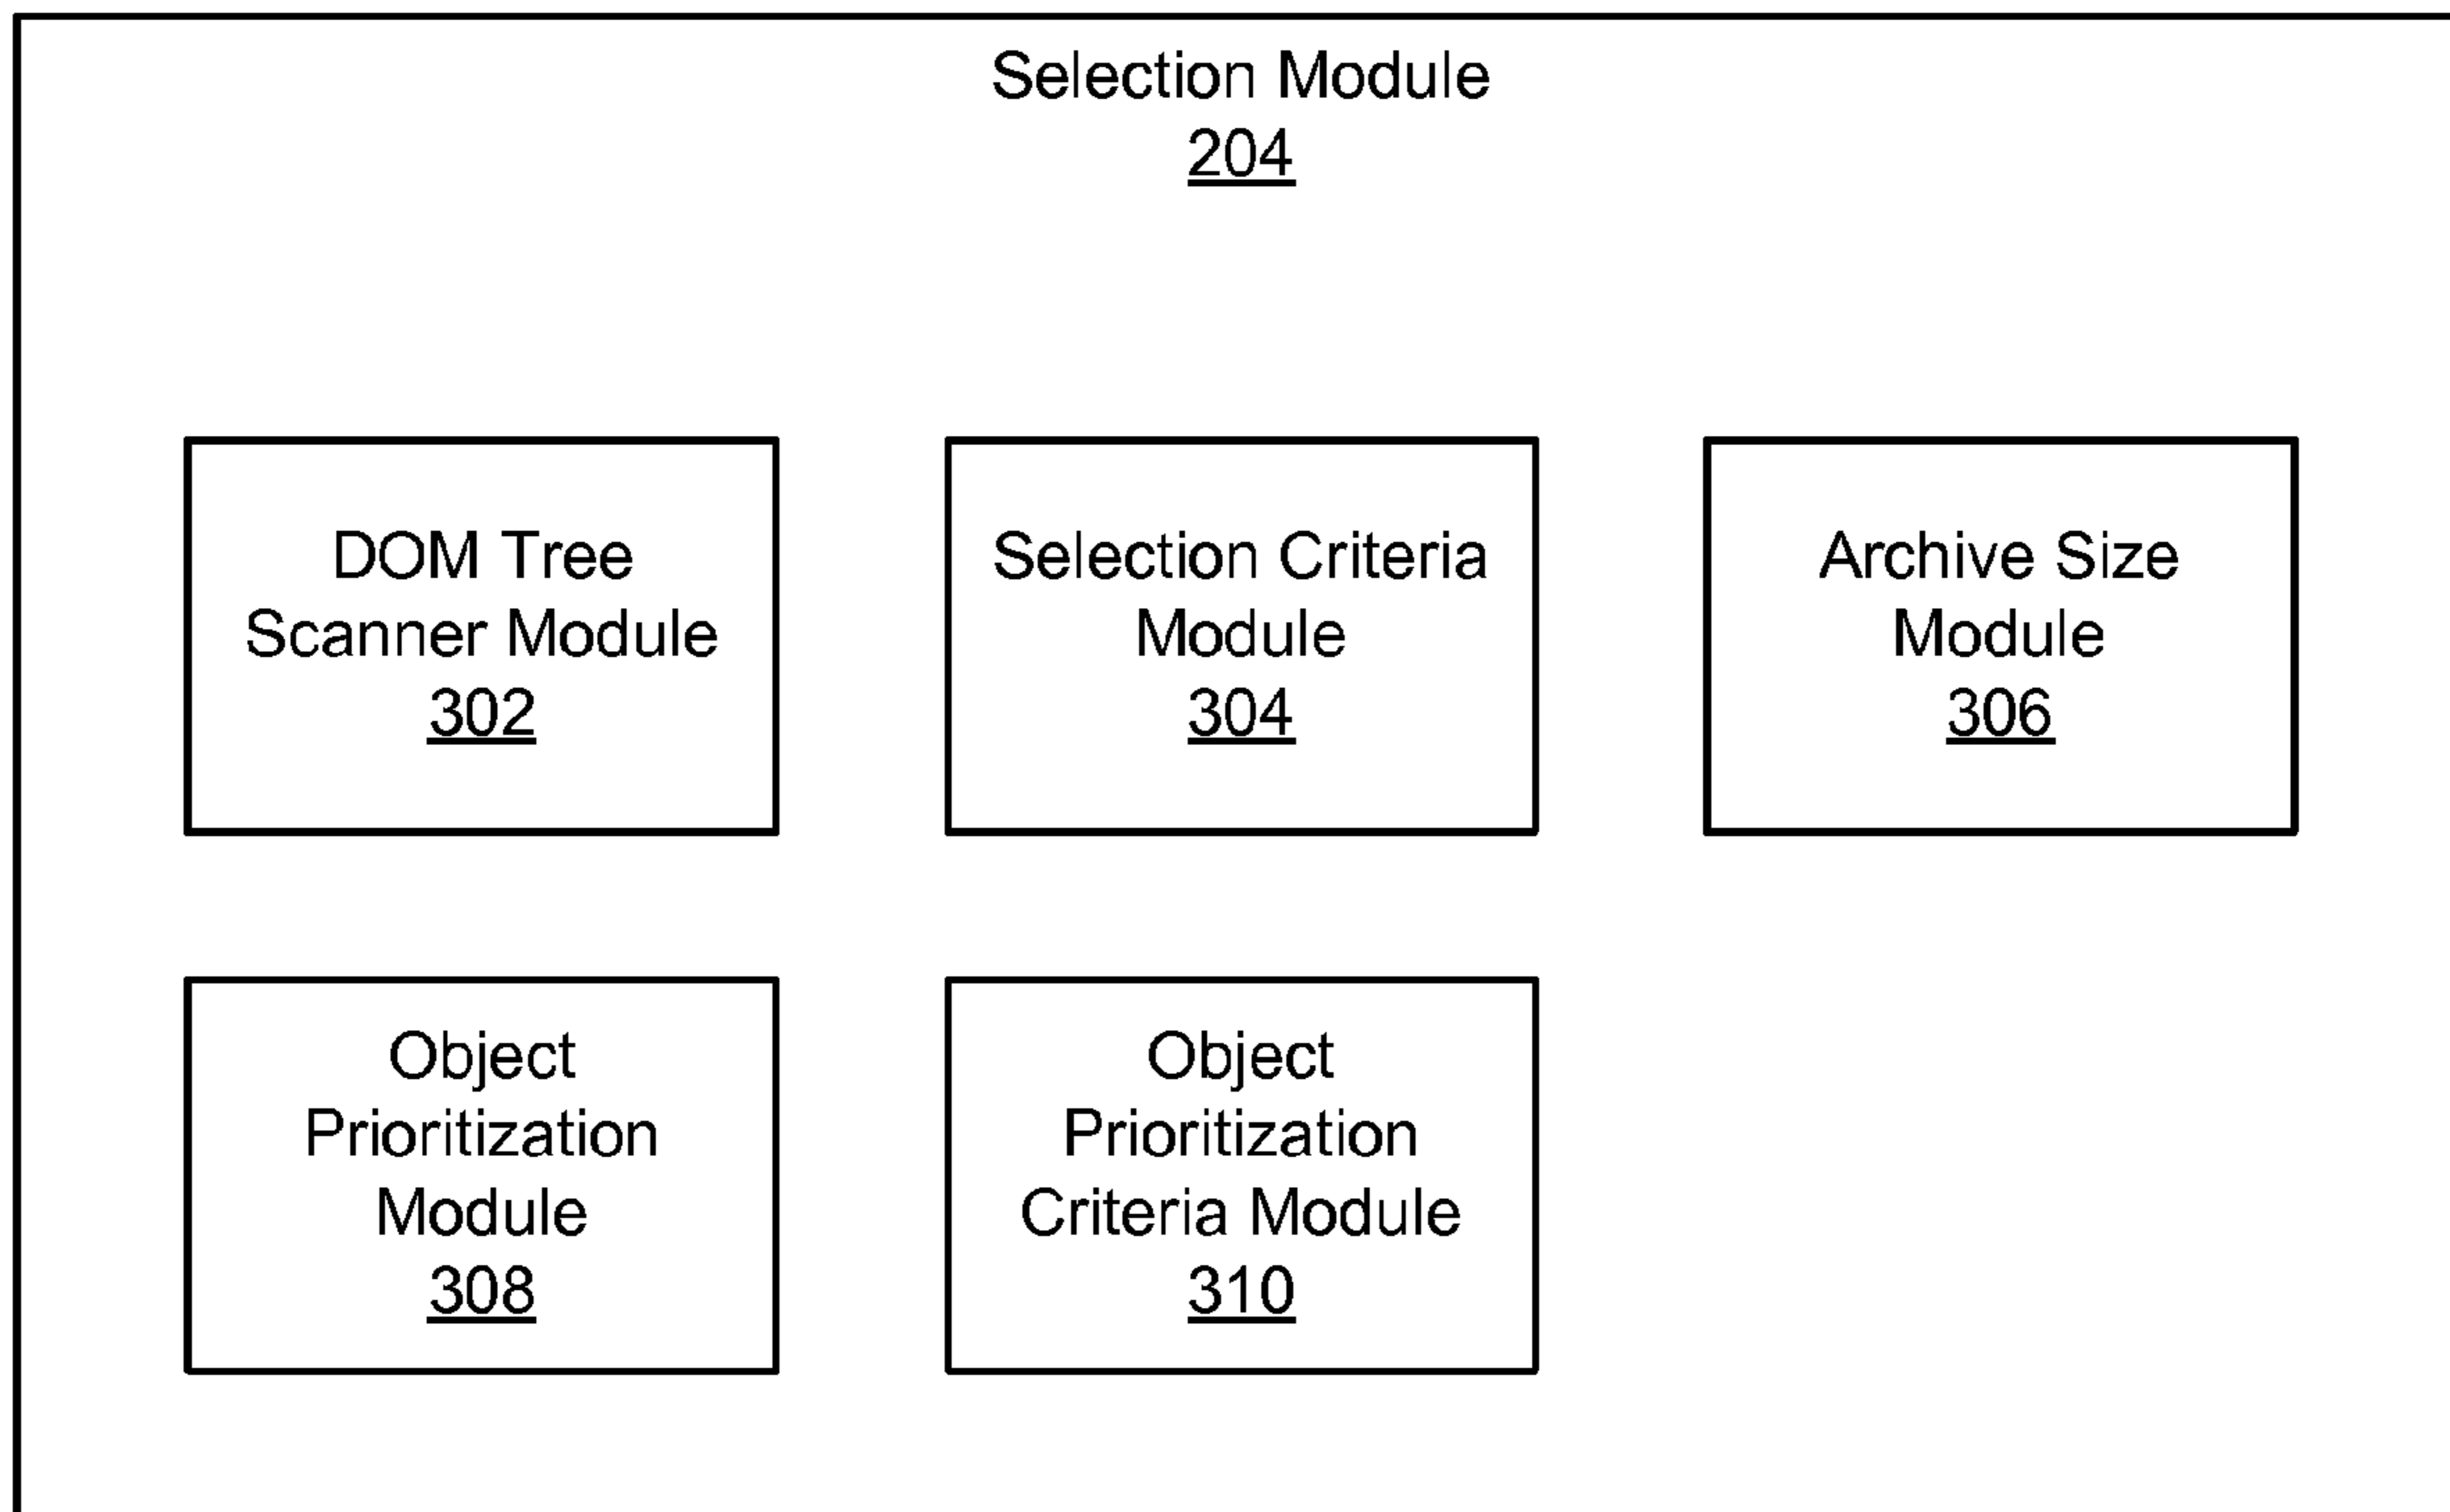 Selection Module
204
DOM Tree
Scanner Module
302
Selection Criteria
Module
304
Archive Size
Module
306
Object
Prioritization
Module
308
Object
Prioritization
Criteria Module
310